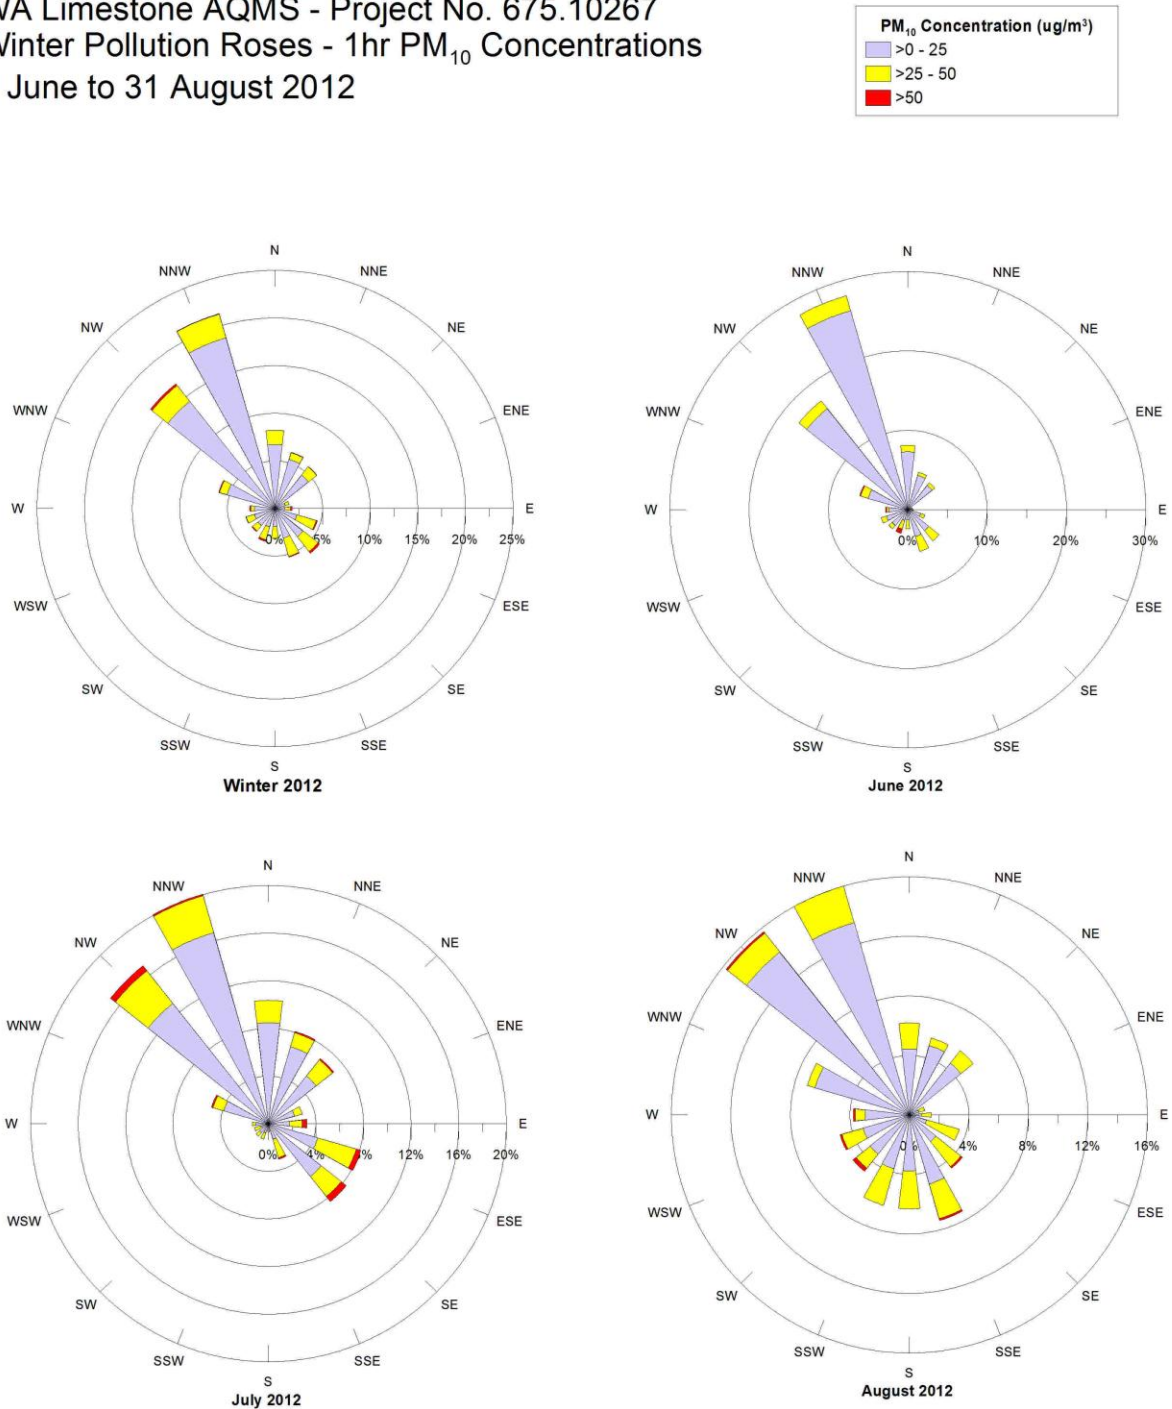 WA Limestone AQMS - Project No. 675.10267
Winter Pollution Roses - 1hr PM10 Concentrations
June to 31 August 2012
PM10 Concentration (ug/m³)
>0 - 25
>25 - 50
>50
N
NNW NNE
NW NE
WNW ENE
W E
0% 5% 10% 15% 20% 25%
WSW ESE
SW SE
SSW SSE
S
Winter 2012
N
NNW NNE
NW NE
WNW ENE
W E
0% 10% 20% 30%
WSW ESE
SW SE
SSW SSE
S
June 2012
N
NNW NNE
NW NE
WNW ENE
W E
0% 4% 12% 16% 20%
WSW ESE
SW SE
SSW SSE
S
July 2012
N
NNW NNE
NW NE
WNW ENE
W E
0% 4% 8% 12% 16%
WSW ESE
SW SE
SSW SSE
S
August 2012